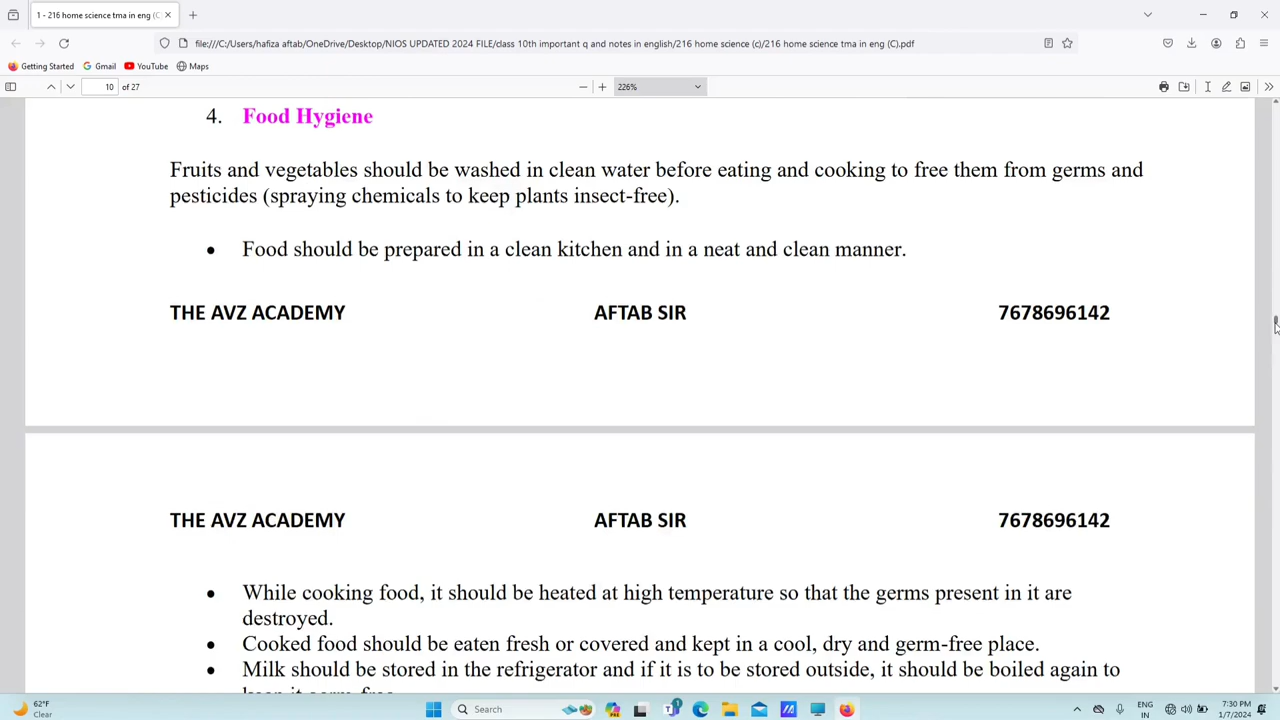 1 - 216 home science tma in eng (C
file:///C:/Users/hafiza aftab/OneDrive/Desktop/NIOS UPDATED 2024 FILE/class 10th important q and notes in english/216 home science (c)/216 home science tma in eng (C).pdf
Getting Started Gmail YouTube Maps
10 of 27 226%
4. Food Hygiene
Fruits and vegetables should be washed in clean water before eating and cooking to free them from germs and
pesticides (spraying chemicals to keep plants insect-free).
• Food should be prepared in a clean kitchen and in a neat and clean manner.
THE AVZ ACADEMY AFTAB SIR 7678696142
THE AVZ ACADEMY AFTAB SIR 7678696142
• While cooking food, it should be heated at high temperature so that the germs present in it are
destroyed.
• Cooked food should be eaten fresh or covered and kept in a cool, dry and germ-free place.
• Milk should be stored in the refrigerator and if it is to be stored outside, it should be boiled again to
keep it germ-free
62°F
Clear
Search
ENG
IN
7:30 PM
1/7/2024